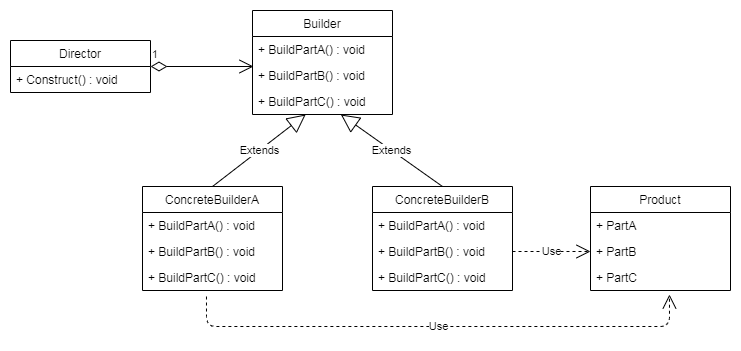 Builder
+ BuildPartA() : void
+ BuildPartB() : void
+ BuildPartC() : void
Director
1
+ Construct() : void
Extends
Extends
ConcreteBuilderA
+ BuildPartA() : void
+ BuildPartB() : void
+ BuildPartC() : void
ConcreteBuilderB
+ BuildPartA() : void
+ BuildPartB() : void
+ BuildPartC() : void
Use
Product
+ PartA
+ PartB
+ PartC
Use